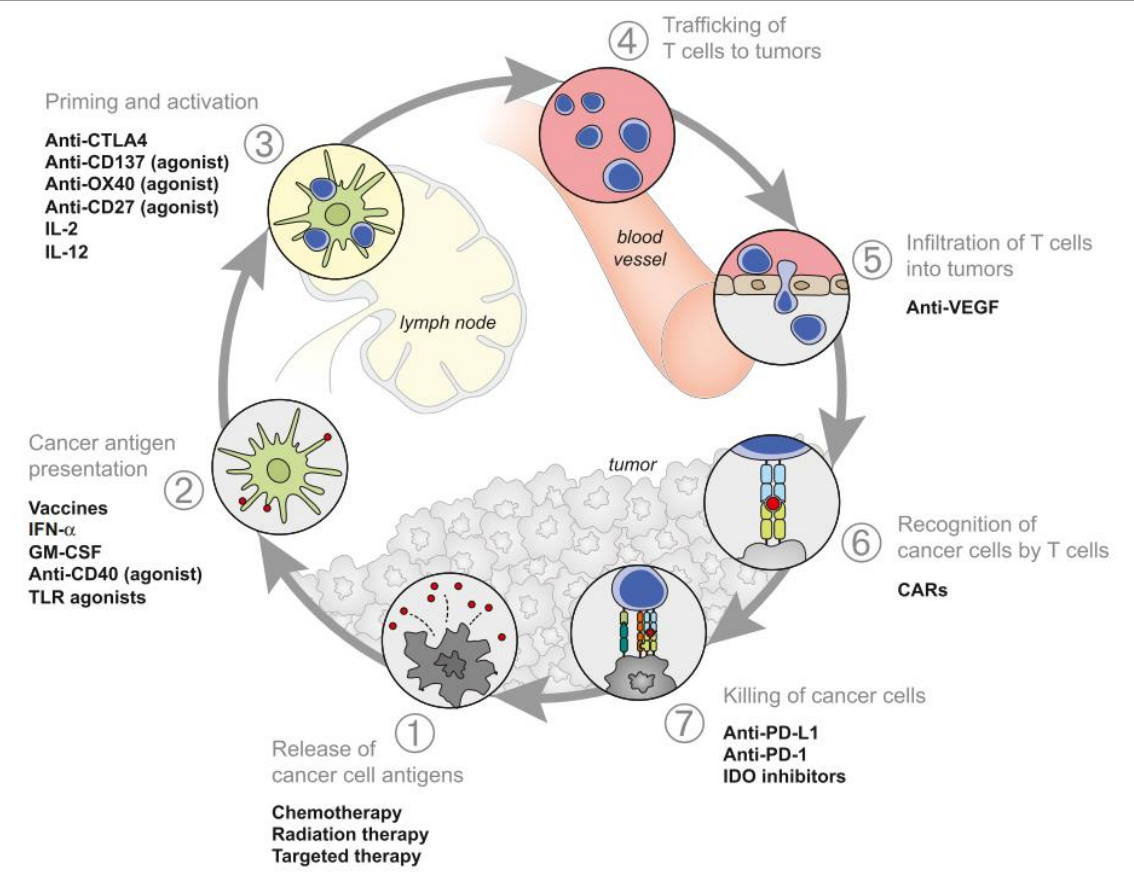 ④
Trafficking of
T cells to tumors
Priming and activation
③
Anti-CTLA4
Anti-CD137 (agonist)
Anti-OX40 (agonist)
Anti-CD27 (agonist)
IL-2
IL-12
blood
vessel
⑤
Infiltration of T cells
into tumors
Anti-VEGF
lymph node
Cancer antigen
presentation
②
Vaccines
IFN-α
GM-CSF
Anti-CD40 (agonist)
TLR agonists
tumor
⑥
Recognition of
cancer cells by T cells
CARs
⑦
Killing of cancer cells
Anti-PD-L1
Anti-PD-1
IDO inhibitors
①
Release of
cancer cell antigens
Chemotherapy
Radiation therapy
Targeted therapy